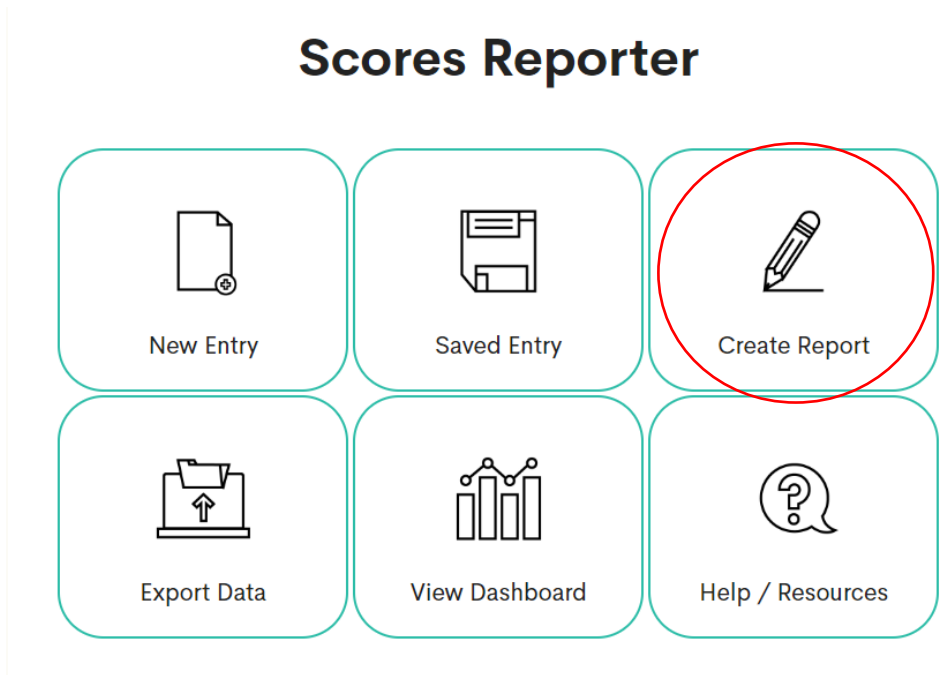 Scores Reporter
New Entry
Saved Entry
Create Report
Export Data
View Dashboard
Help / Resources